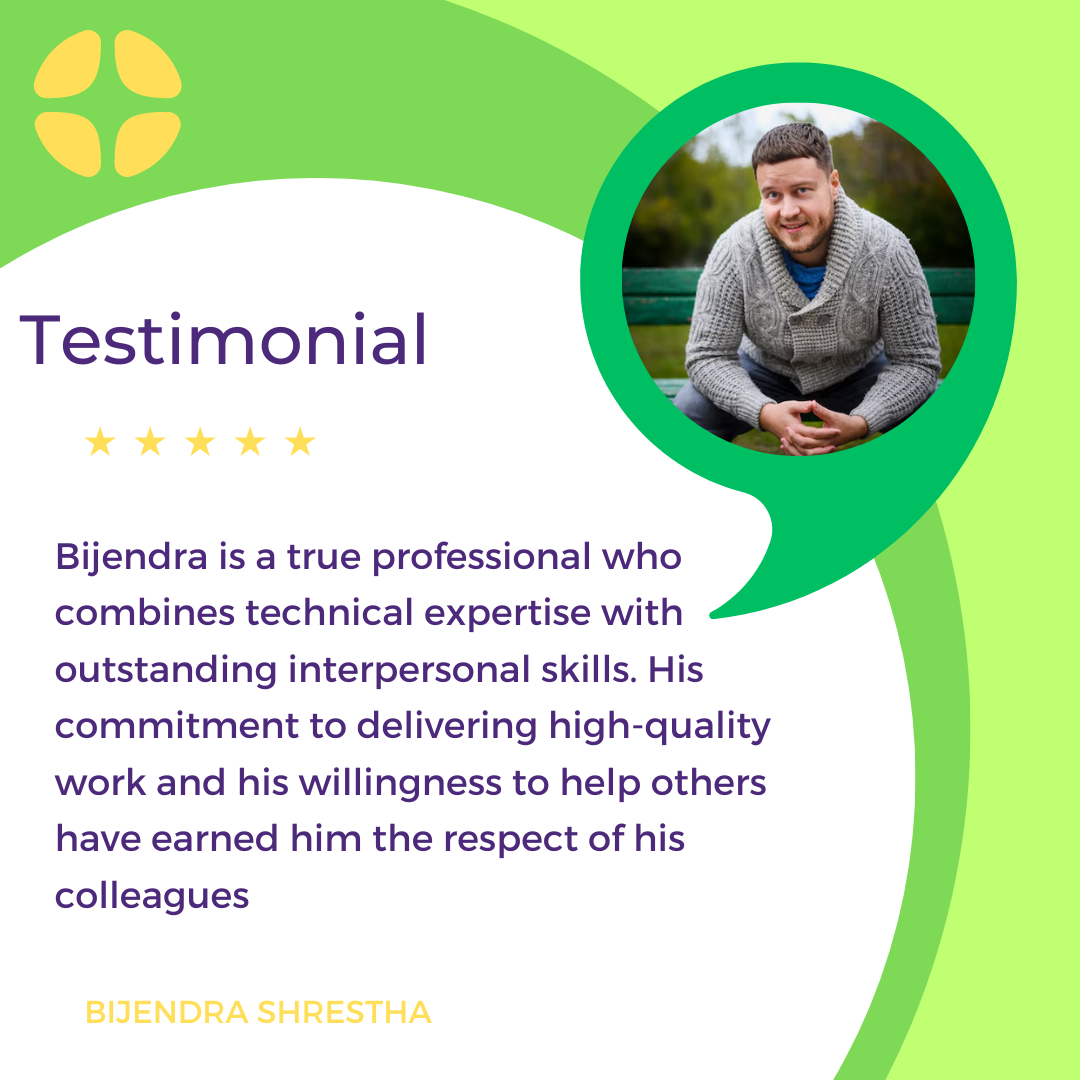 Testimonial
Bijendra is a true professional who
combines technical expertise with
outstanding interpersonal skills. His
commitment to delivering high-quality
work and his willingness to help others
have earned him the respect of his
colleagues
BIJENDRA SHRESTHA